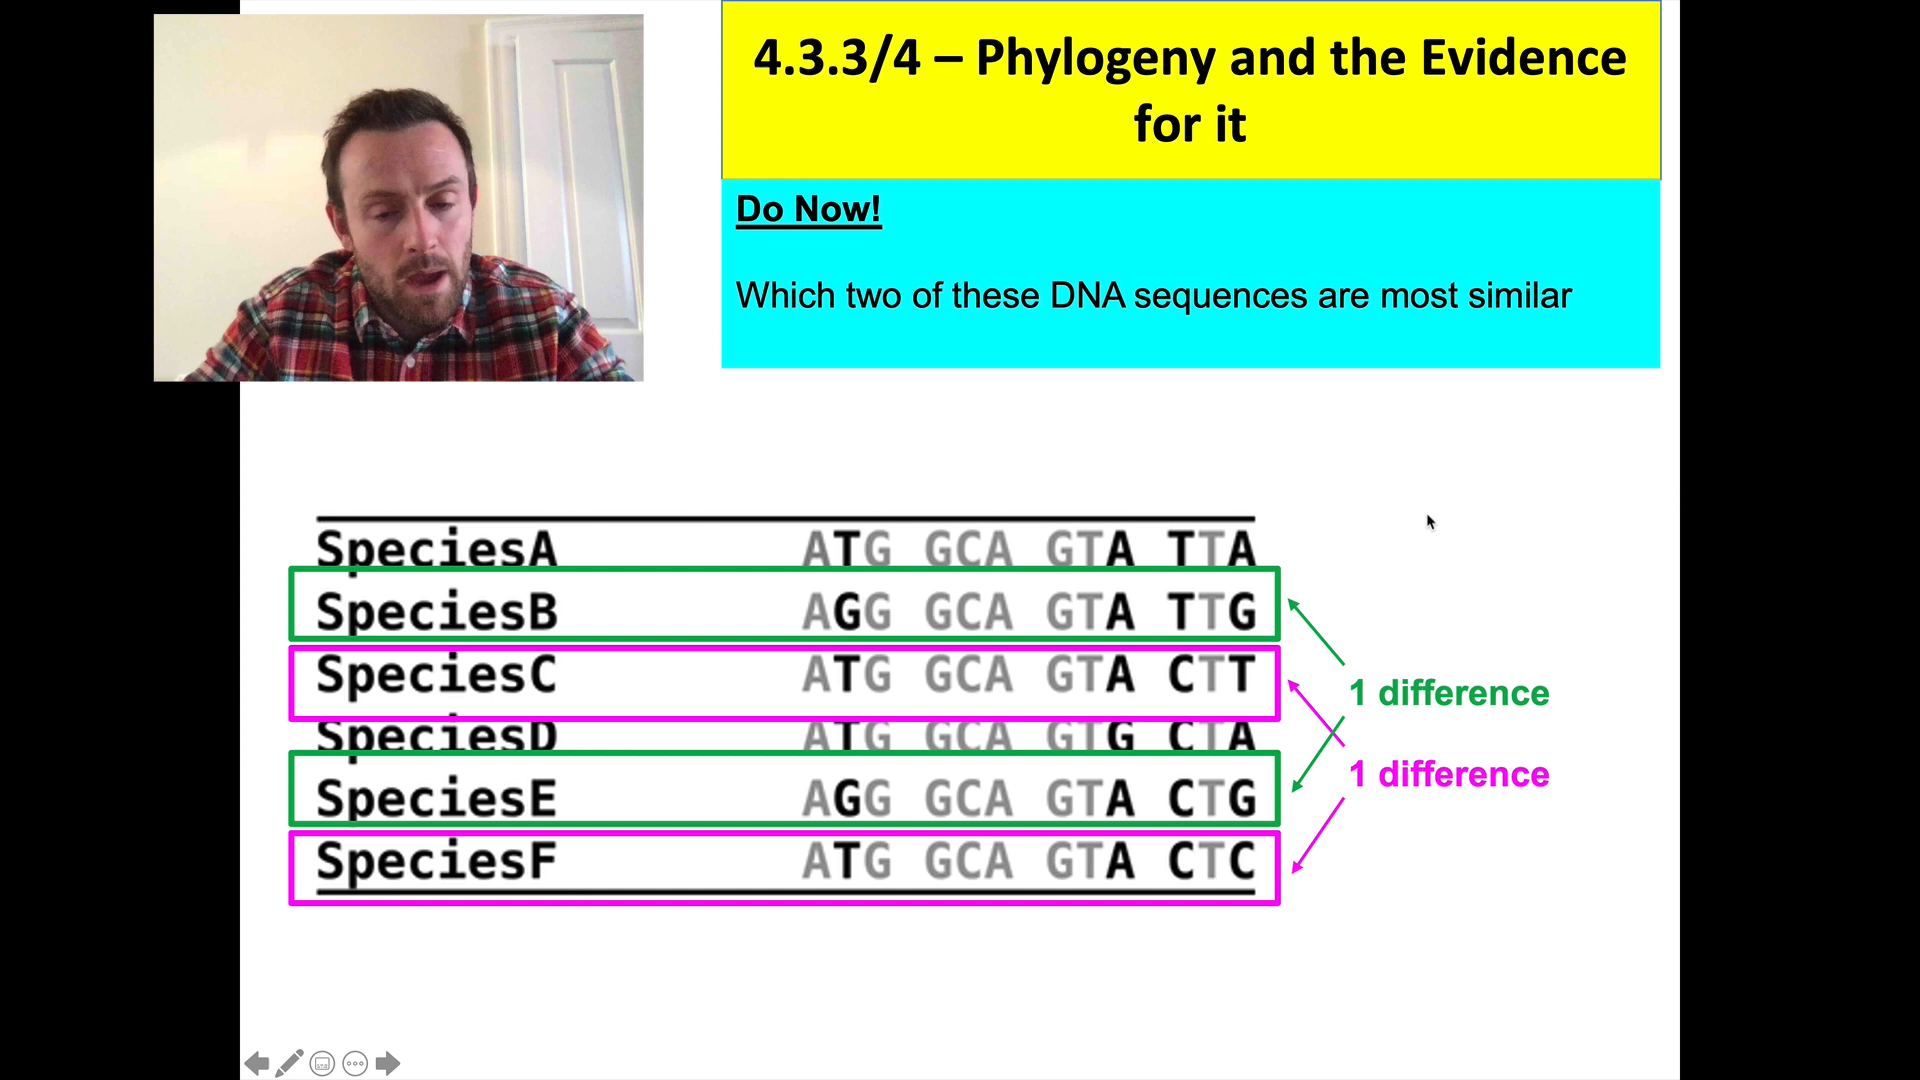 4.3.3/4 – Phylogeny and the Evidence
for it
Do Now!
Which two of these DNA sequences are most similar
SpeciesA ATG GCA GTA TTA
SpeciesB AGG GCA GTA TTG
SpeciesC ATG GCA GTA CTT
SpeciesD ATG GCA GTG CTA
SpeciesE AGG GCA GTA CTG
SpeciesF ATG GCA GTA CTC
1 difference
1 difference